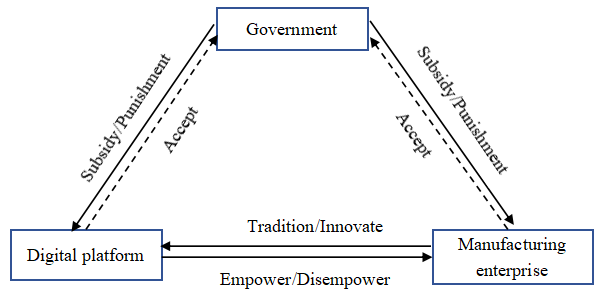 Government
Subsidy/Punishment
Accept
Subsidy/Punishment
Accept
Tradition/Innovate
Digital platform
Manufacturing
enterprise
Empower/Disempower